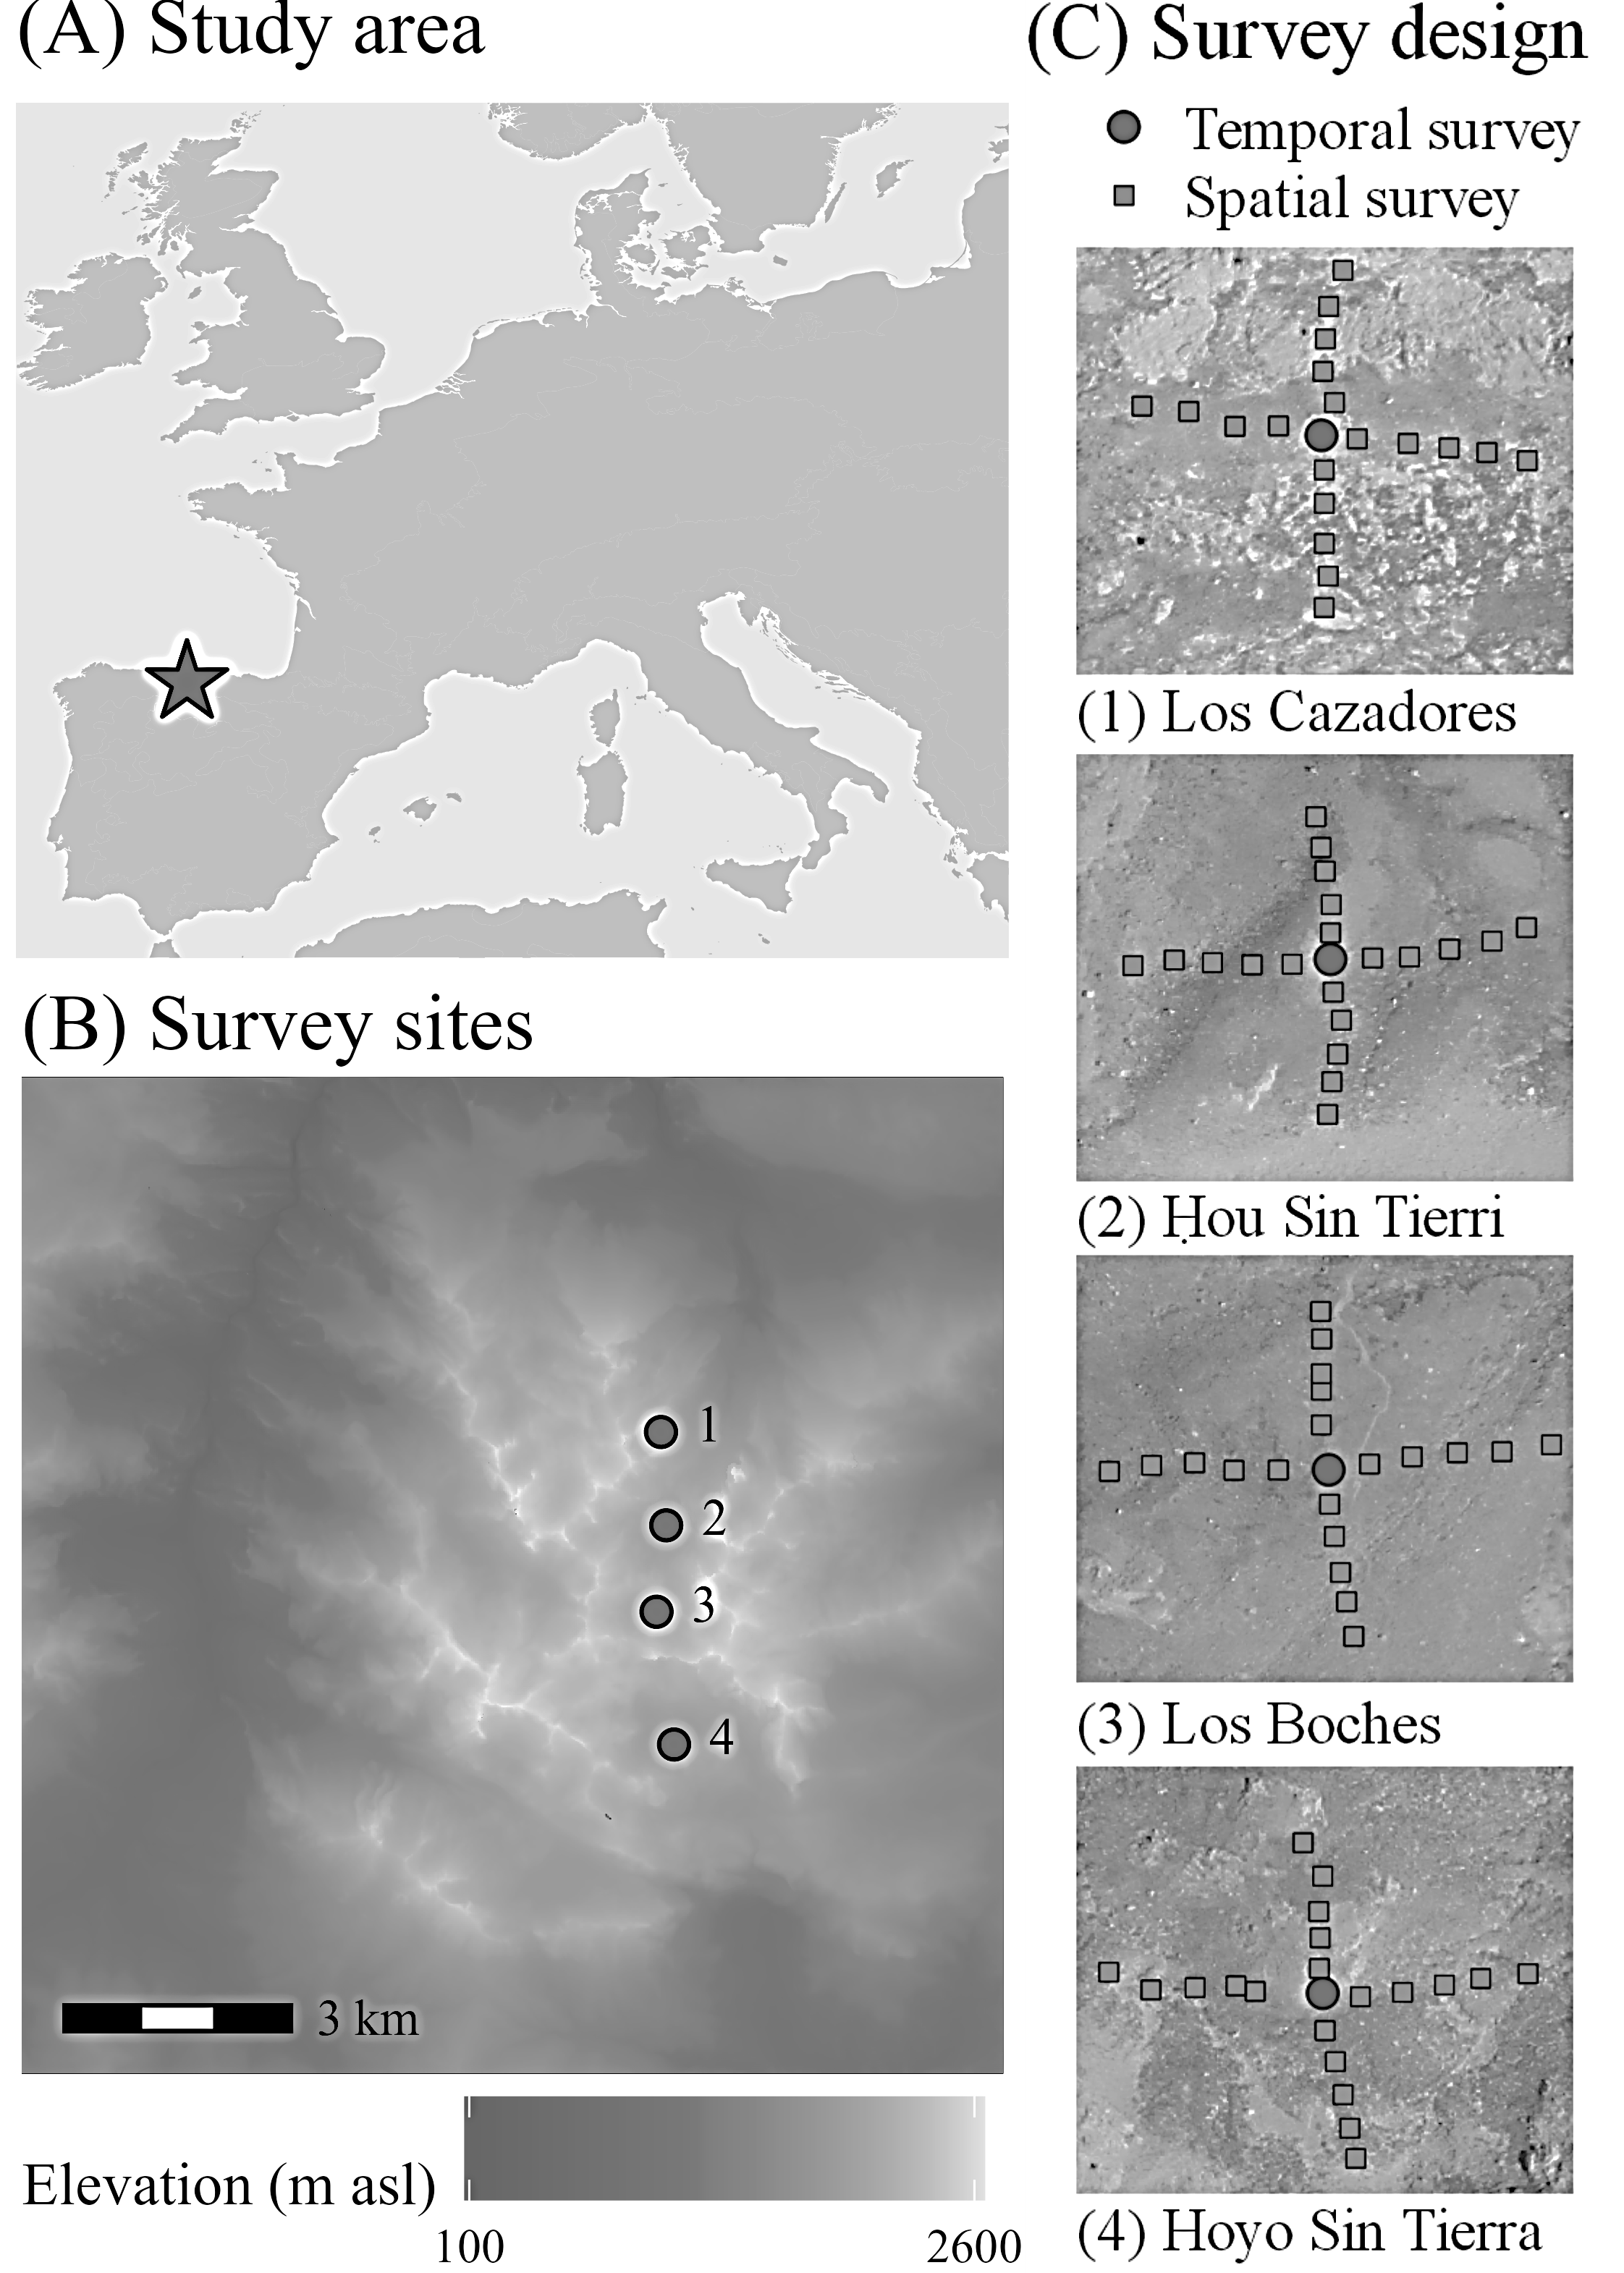 (A) Study area
(B) Survey sites
1
2
3
4
3 km
Elevation (m asl)
100
2600
(C) Survey design
Temporal survey
Spatial survey
(1) Los Cazadores
(2) Hou Sin Tierri
(3) Los Boches
(4) Hoyo Sin Tierra